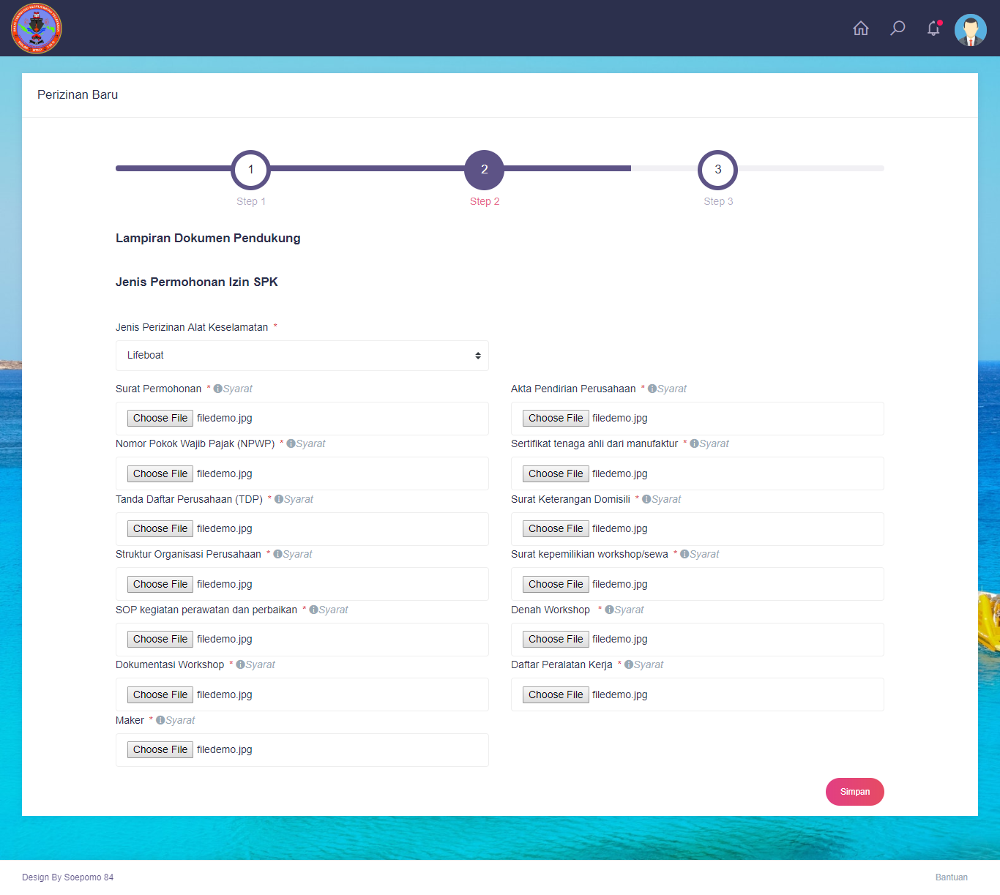 Perizinan Baru
1
2
3
Step 1
Step 2
Step 3
Lampiran Dokumen Pendukung
Jenis Permohonan Izin SPK
Jenis Perizinan Alat Keselamatan *
Lifeboat
Surat Permohonan * Syarat
Akta Pendirian Perusahaan * Syarat
Choose File filedemo.jpg
Choose File filedemo.jpg
Nomor Pokok Wajib Pajak (NPWP) * Syarat
Sertifikat tenaga ahli dari manufaktur * Syarat
Choose File filedemo.jpg
Choose File filedemo.jpg
Tanda Daftar Perusahaan (TDP) * Syarat
Surat Keterangan Domisili * Syarat
Choose File filedemo.jpg
Choose File filedemo.jpg
Struktur Organisasi Perusahaan * Syarat
Surat kepemilikian workshop/sewa * Syarat
Choose File filedemo.jpg
Choose File filedemo.jpg
SOP kegiatan perawatan dan perbaikan * Syarat
Denah Workshop * Syarat
Choose File filedemo.jpg
Choose File filedemo.jpg
Dokumentasi Workshop * Syarat
Daftar Peralatan Kerja * Syarat
Choose File filedemo.jpg
Choose File filedemo.jpg
Maker * Syarat
Choose File filedemo.jpg
Simpan
Design By Soepomo 84
Bantuan